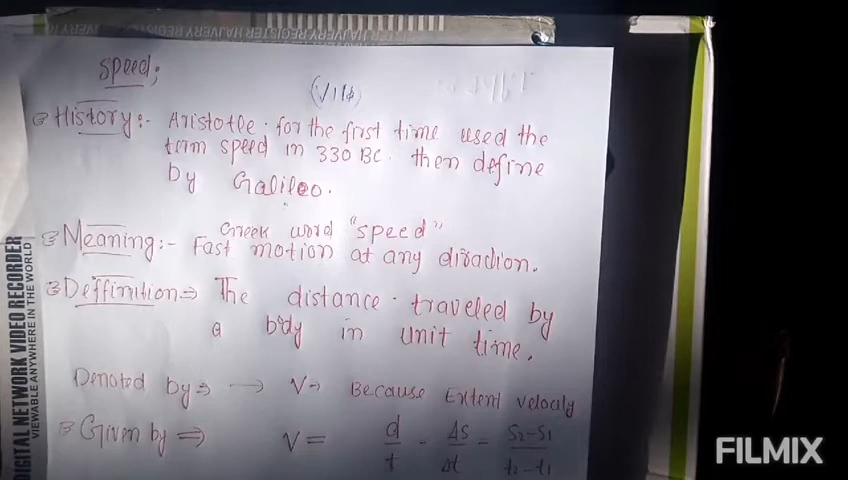 Speed;
History:- Aristotle. for the first time used the
term speed in 330 BC. then define
by Galileo.
Greek word "speed"
Meaning:- Fast motion at any diraction.
Deffinition⇒ The distance. traveled by
a body in unit time.
Denoted by⇒ → V⇒ Because Extent velocaly
Given by ⇒ V = d/t - Δs/Δt = S2-S1/t2-t1
DIGITAL NETWORK VIDEO RECORDER
VIEWABLE ANYWHERE IN THE WORLD
FILMIX